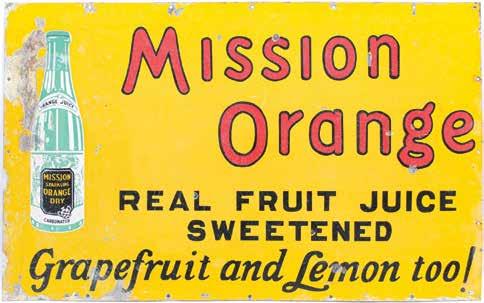 Mission
Orange
ORANGE JUICE
MISSION
SPARKLING
ORANGE
DRY
CARBONATED
REAL FRUIT JUICE
SWEETENED
Grapefruit and Lemon too!